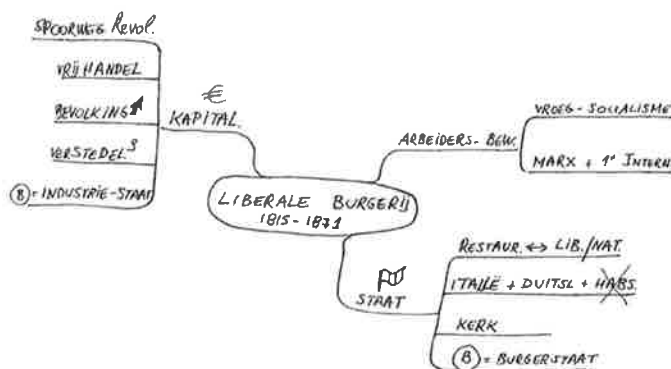 SPOORWEG Revol.
VRIJHANDEL
BEVOLKING
VERSTEDEL.
B = INDUSTRIE-STAAT
€
KAPITAL.
LIBERALE BURGERIJ
1815-1871
ARBEIDERS-BEW.
VROEG-SOCIALISME
MARX + 1e INTERN
STAAT
RESTAUR. ↔ LIB./NAT.
ITALIË + DUITSL + HABS.
KERK
B = BURGERSTAAT